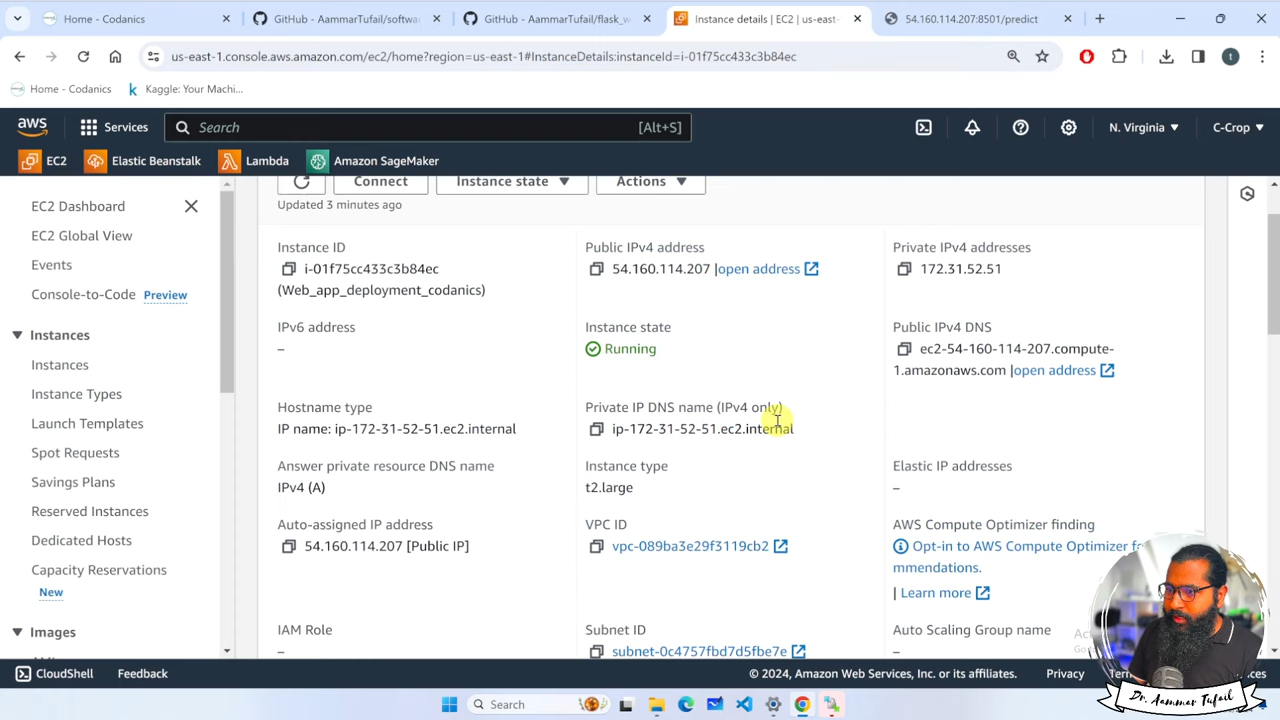 Home - Codanics
GitHub - AammarTufail/softwa
GitHub - AammarTufail/flask_w
Instance details | EC2 | us-east-
54.160.114.207:8501/predict
us-east-1.console.aws.amazon.com/ec2/home?region=us-east-1#InstanceDetails:instanceId=i-01f75cc433c3b84ec
t
Home - Codanics
Kaggle: Your Machi...
aws
Services
Search
[Alt+S]
N. Virginia
C-Crop
EC2
Elastic Beanstalk
Lambda
Amazon SageMaker
EC2 Dashboard
EC2 Global View
Events
Console-to-Code Preview
Instances
Instances
Instance Types
Launch Templates
Spot Requests
Savings Plans
Reserved Instances
Dedicated Hosts
Capacity Reservations
New
Images
Connect
Instance state
Actions
Updated 3 minutes ago
Instance ID
i-01f75cc433c3b84ec
(Web_app_deployment_codanics)
Public IPv4 address
54.160.114.207 |open address
Private IPv4 addresses
172.31.52.51
IPv6 address
–
Instance state
Running
Public IPv4 DNS
ec2-54-160-114-207.compute-
1.amazonaws.com |open address
Hostname type
IP name: ip-172-31-52-51.ec2.internal
Private IP DNS name (IPv4 only)
ip-172-31-52-51.ec2.internal
Answer private resource DNS name
IPv4 (A)
Instance type
t2.large
Elastic IP addresses
–
Auto-assigned IP address
54.160.114.207 [Public IP]
VPC ID
vpc-089ba3e29f3119cb2
AWS Compute Optimizer finding
Opt-in to AWS Compute Optimizer
mmendations.
| Learn more
IAM Role
–
Subnet ID
subnet-0c4757fbd7d5fbe7e
Auto Scaling Group name
–
CloudShell
Feedback
© 2024, Amazon Web Services, Inc. or its affiliates.
Privacy
Dr. Aammar Tufail
Search